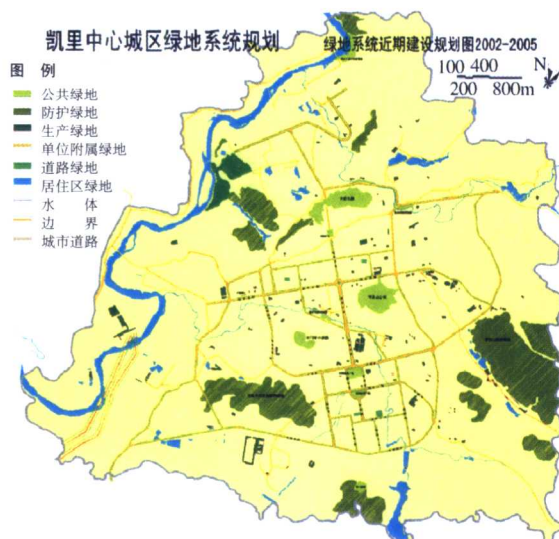 凯里中心城区绿地系统规划
绿地系统近期建设规划图2002-2005
100 400
N
200 800m
图 例
公共绿地
防护绿地
生产绿地
单位附属绿地
道路绿地
居住区绿地
水 体
边 界
城市道路